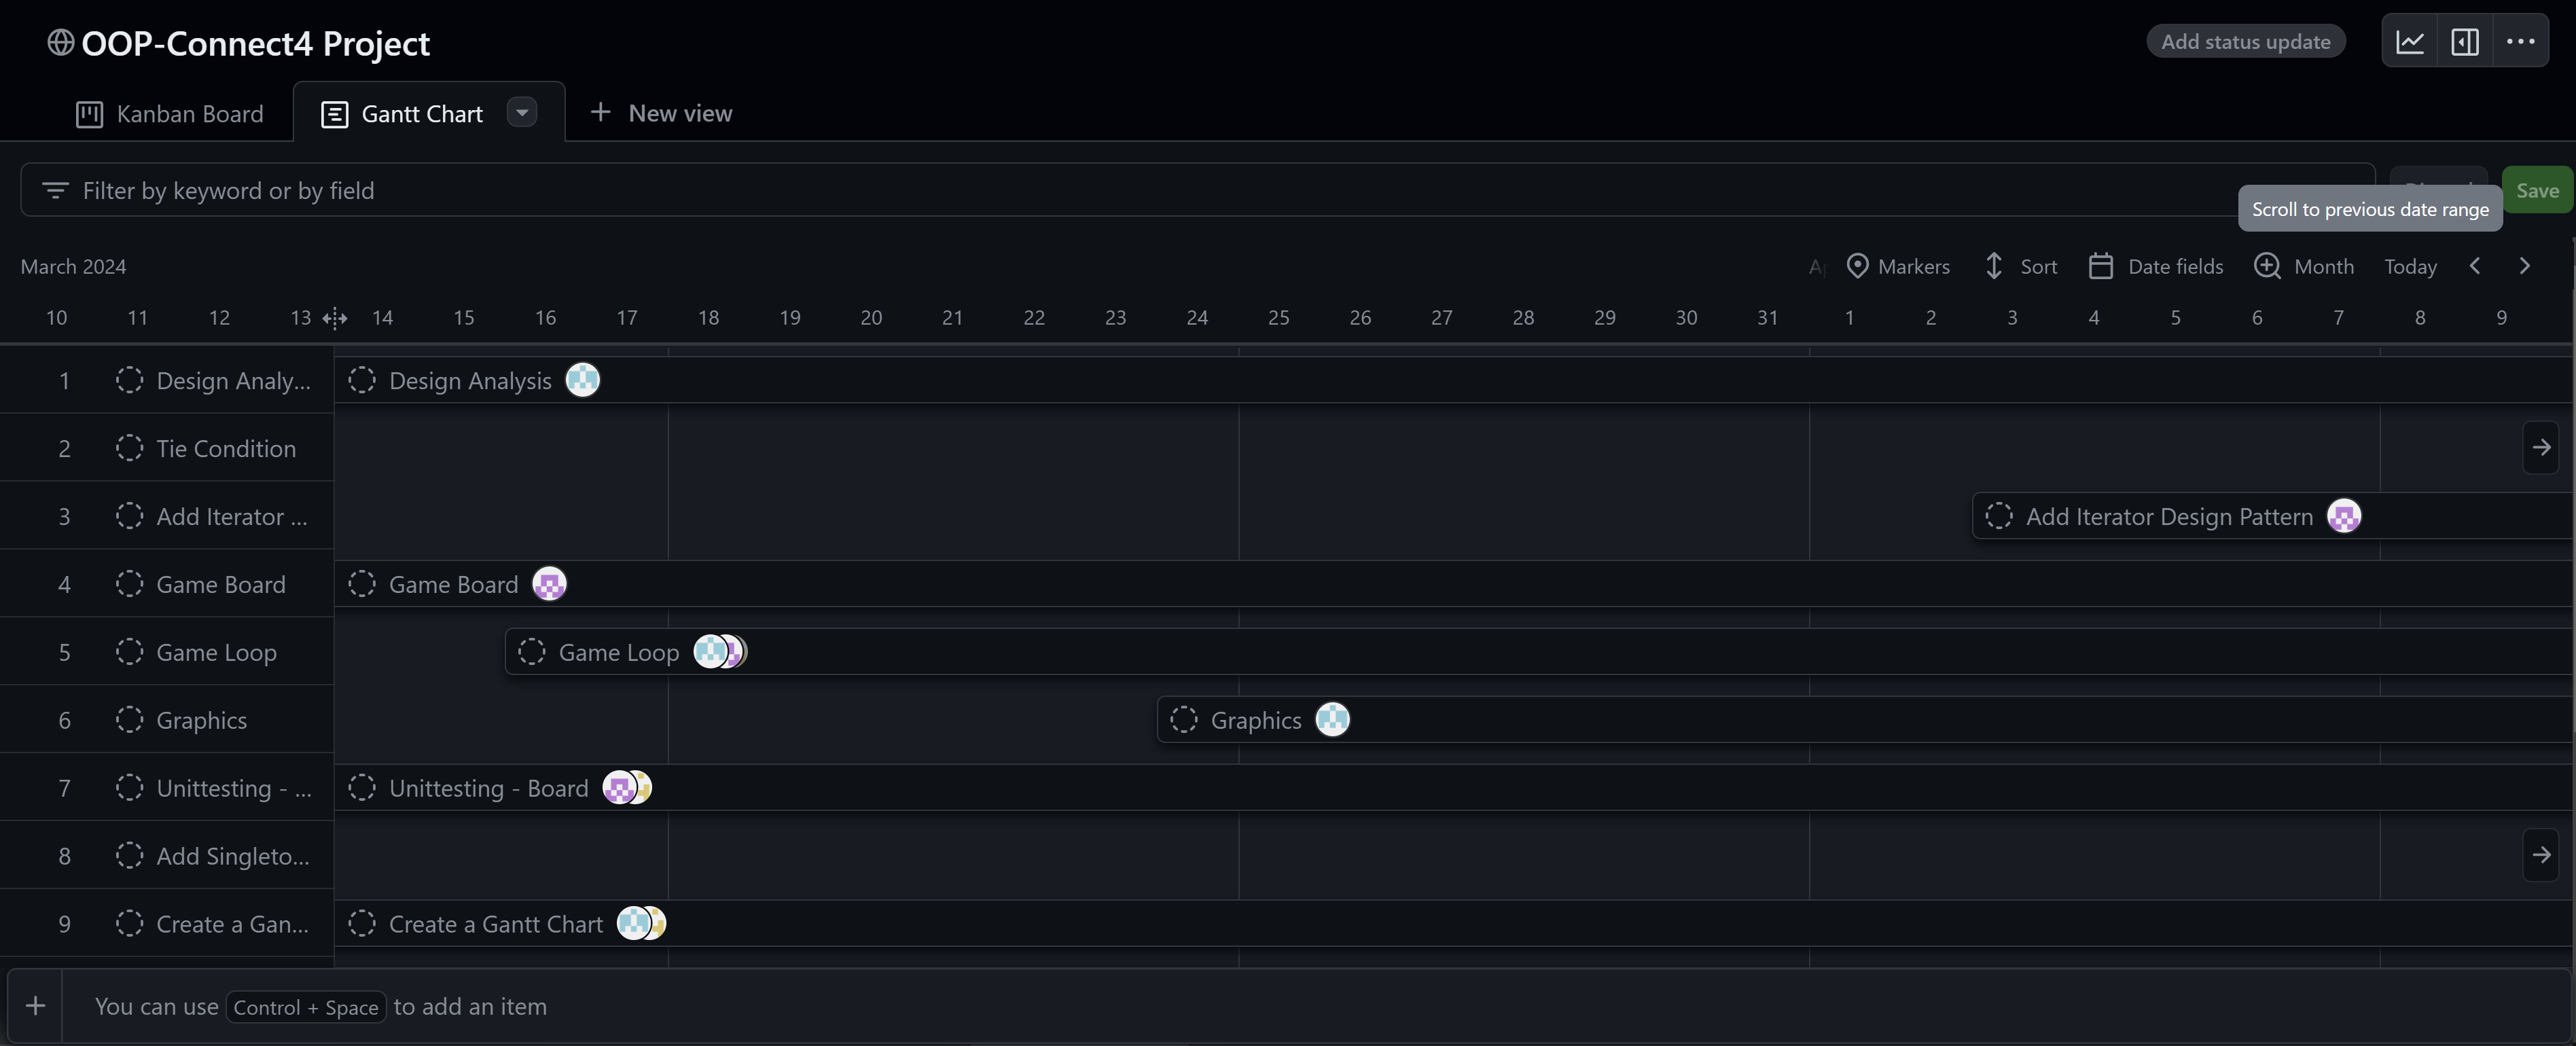 OOP-Connect4 Project
Add status update
Kanban Board
Gantt Chart
New view
Filter by keyword or by field
Save
Scroll to previous date range
March 2024
Markers
Sort
Date fields
Month
Today
10 11 12 13 14 15 16 17 18 19 20 21 22 23 24 25 26 27 28 29 30 31 1 2 3 4 5 6 7 8 9
1 Design Analy... Design Analysis
2 Tie Condition
3 Add Iterator ... Add Iterator Design Pattern
4 Game Board Game Board
5 Game Loop Game Loop
6 Graphics Graphics
7 Unittesting - ... Unittesting - Board
8 Add Singleto...
9 Create a Gan... Create a Gantt Chart
You can use Control + Space to add an item